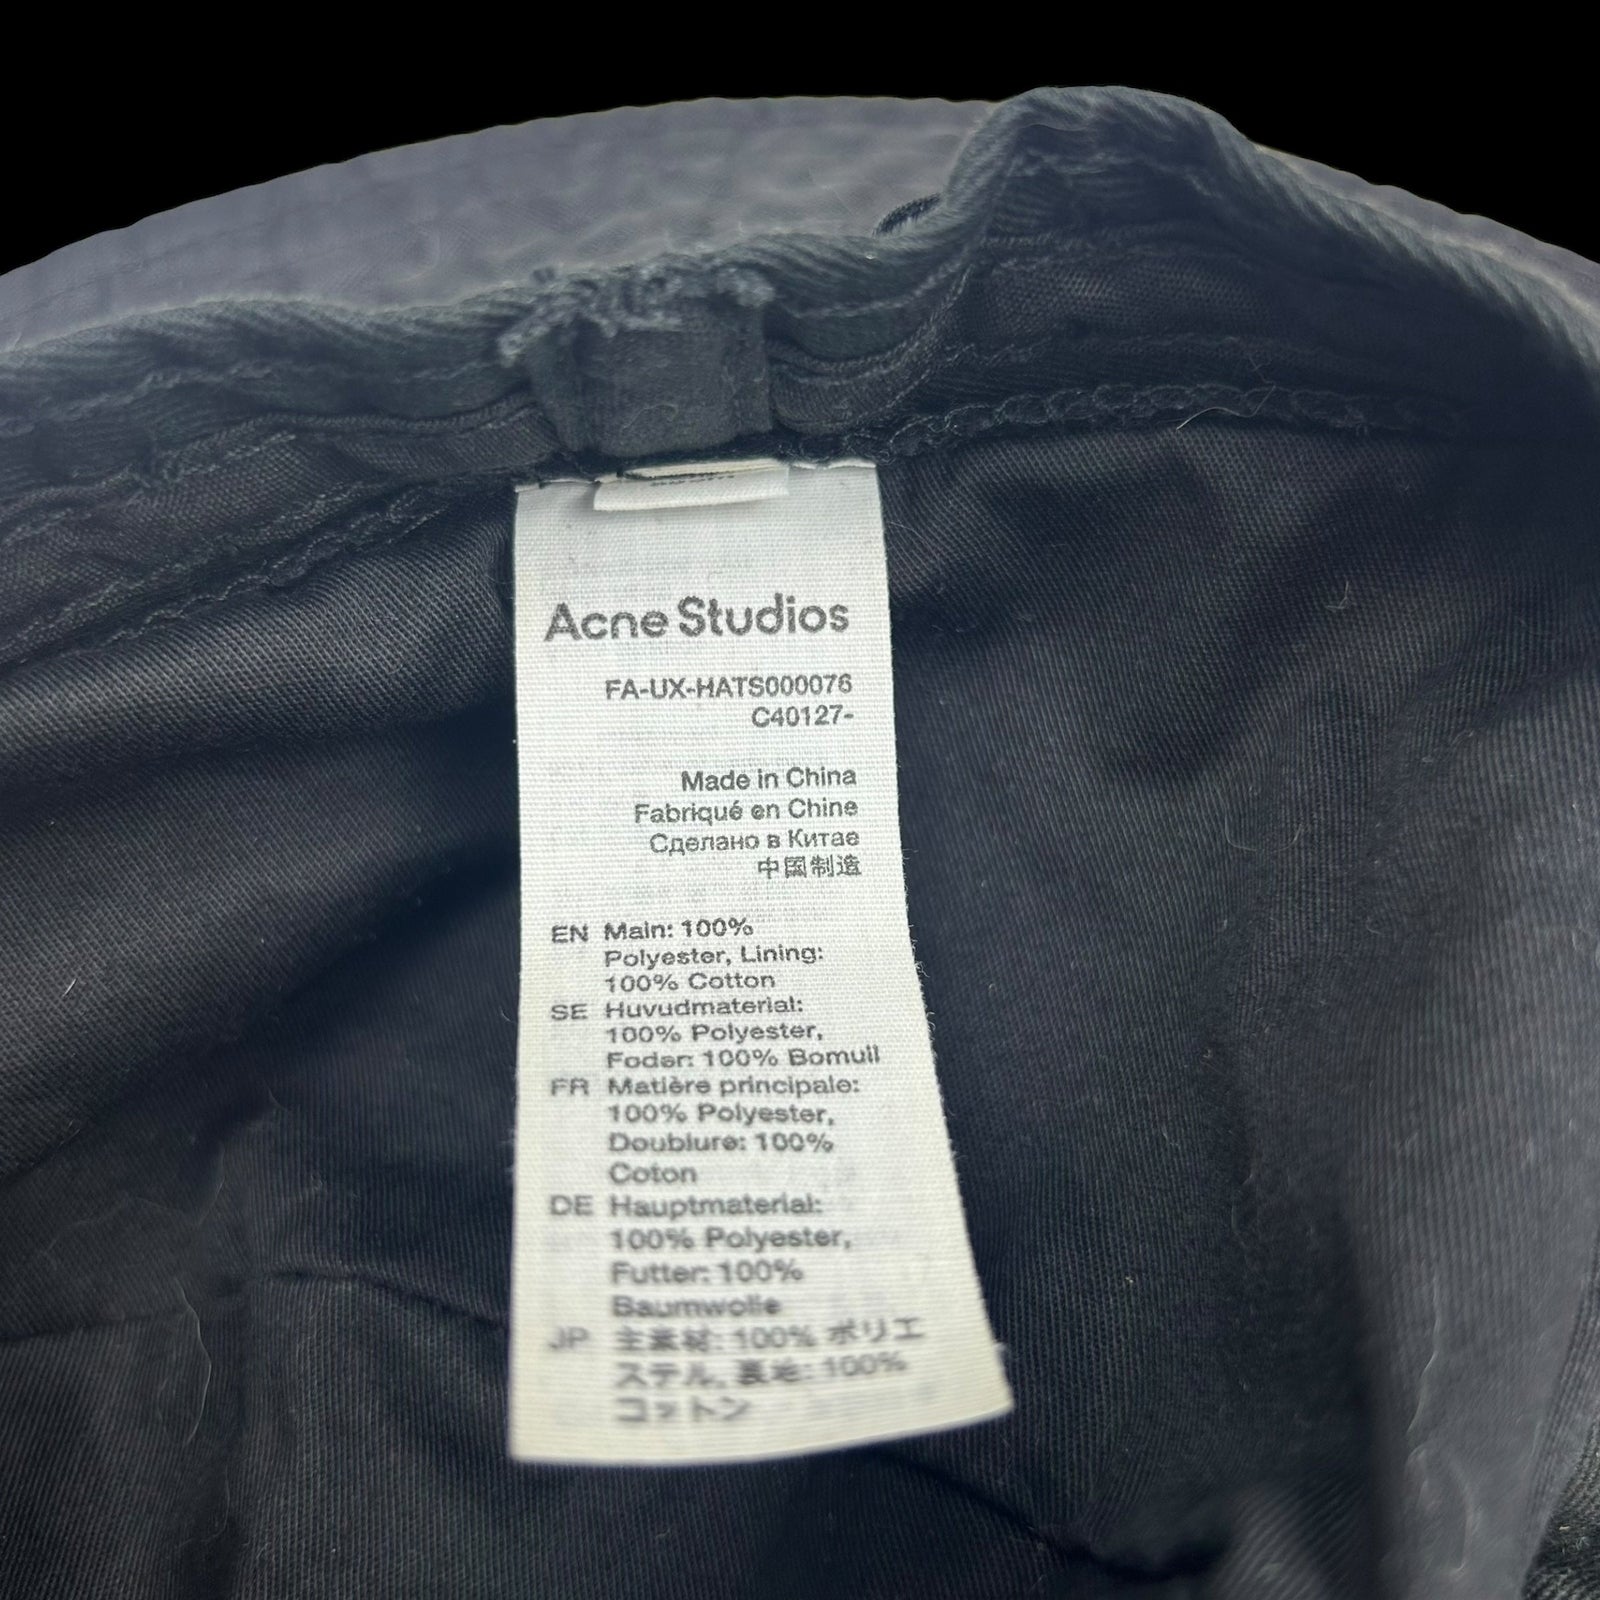 Acne Studios
FA-UX-HATS000076
C40127-
Made in China
Fabriqué en Chine
Сделано в Китае
中国制造
EN Main: 100%
Polyester, Lining:
100% Cotton
SE Huvudmaterial:
100% Polyester,
Foder: 100% Bomull
FR Matière principale:
100% Polyester,
Doublure: 100%
Coton
DE Hauptmaterial:
100% Polyester,
Futter: 100%
Baumwolle
JP 主素材: 100% ポリエ
ステル, 裏地: 100%
コットン